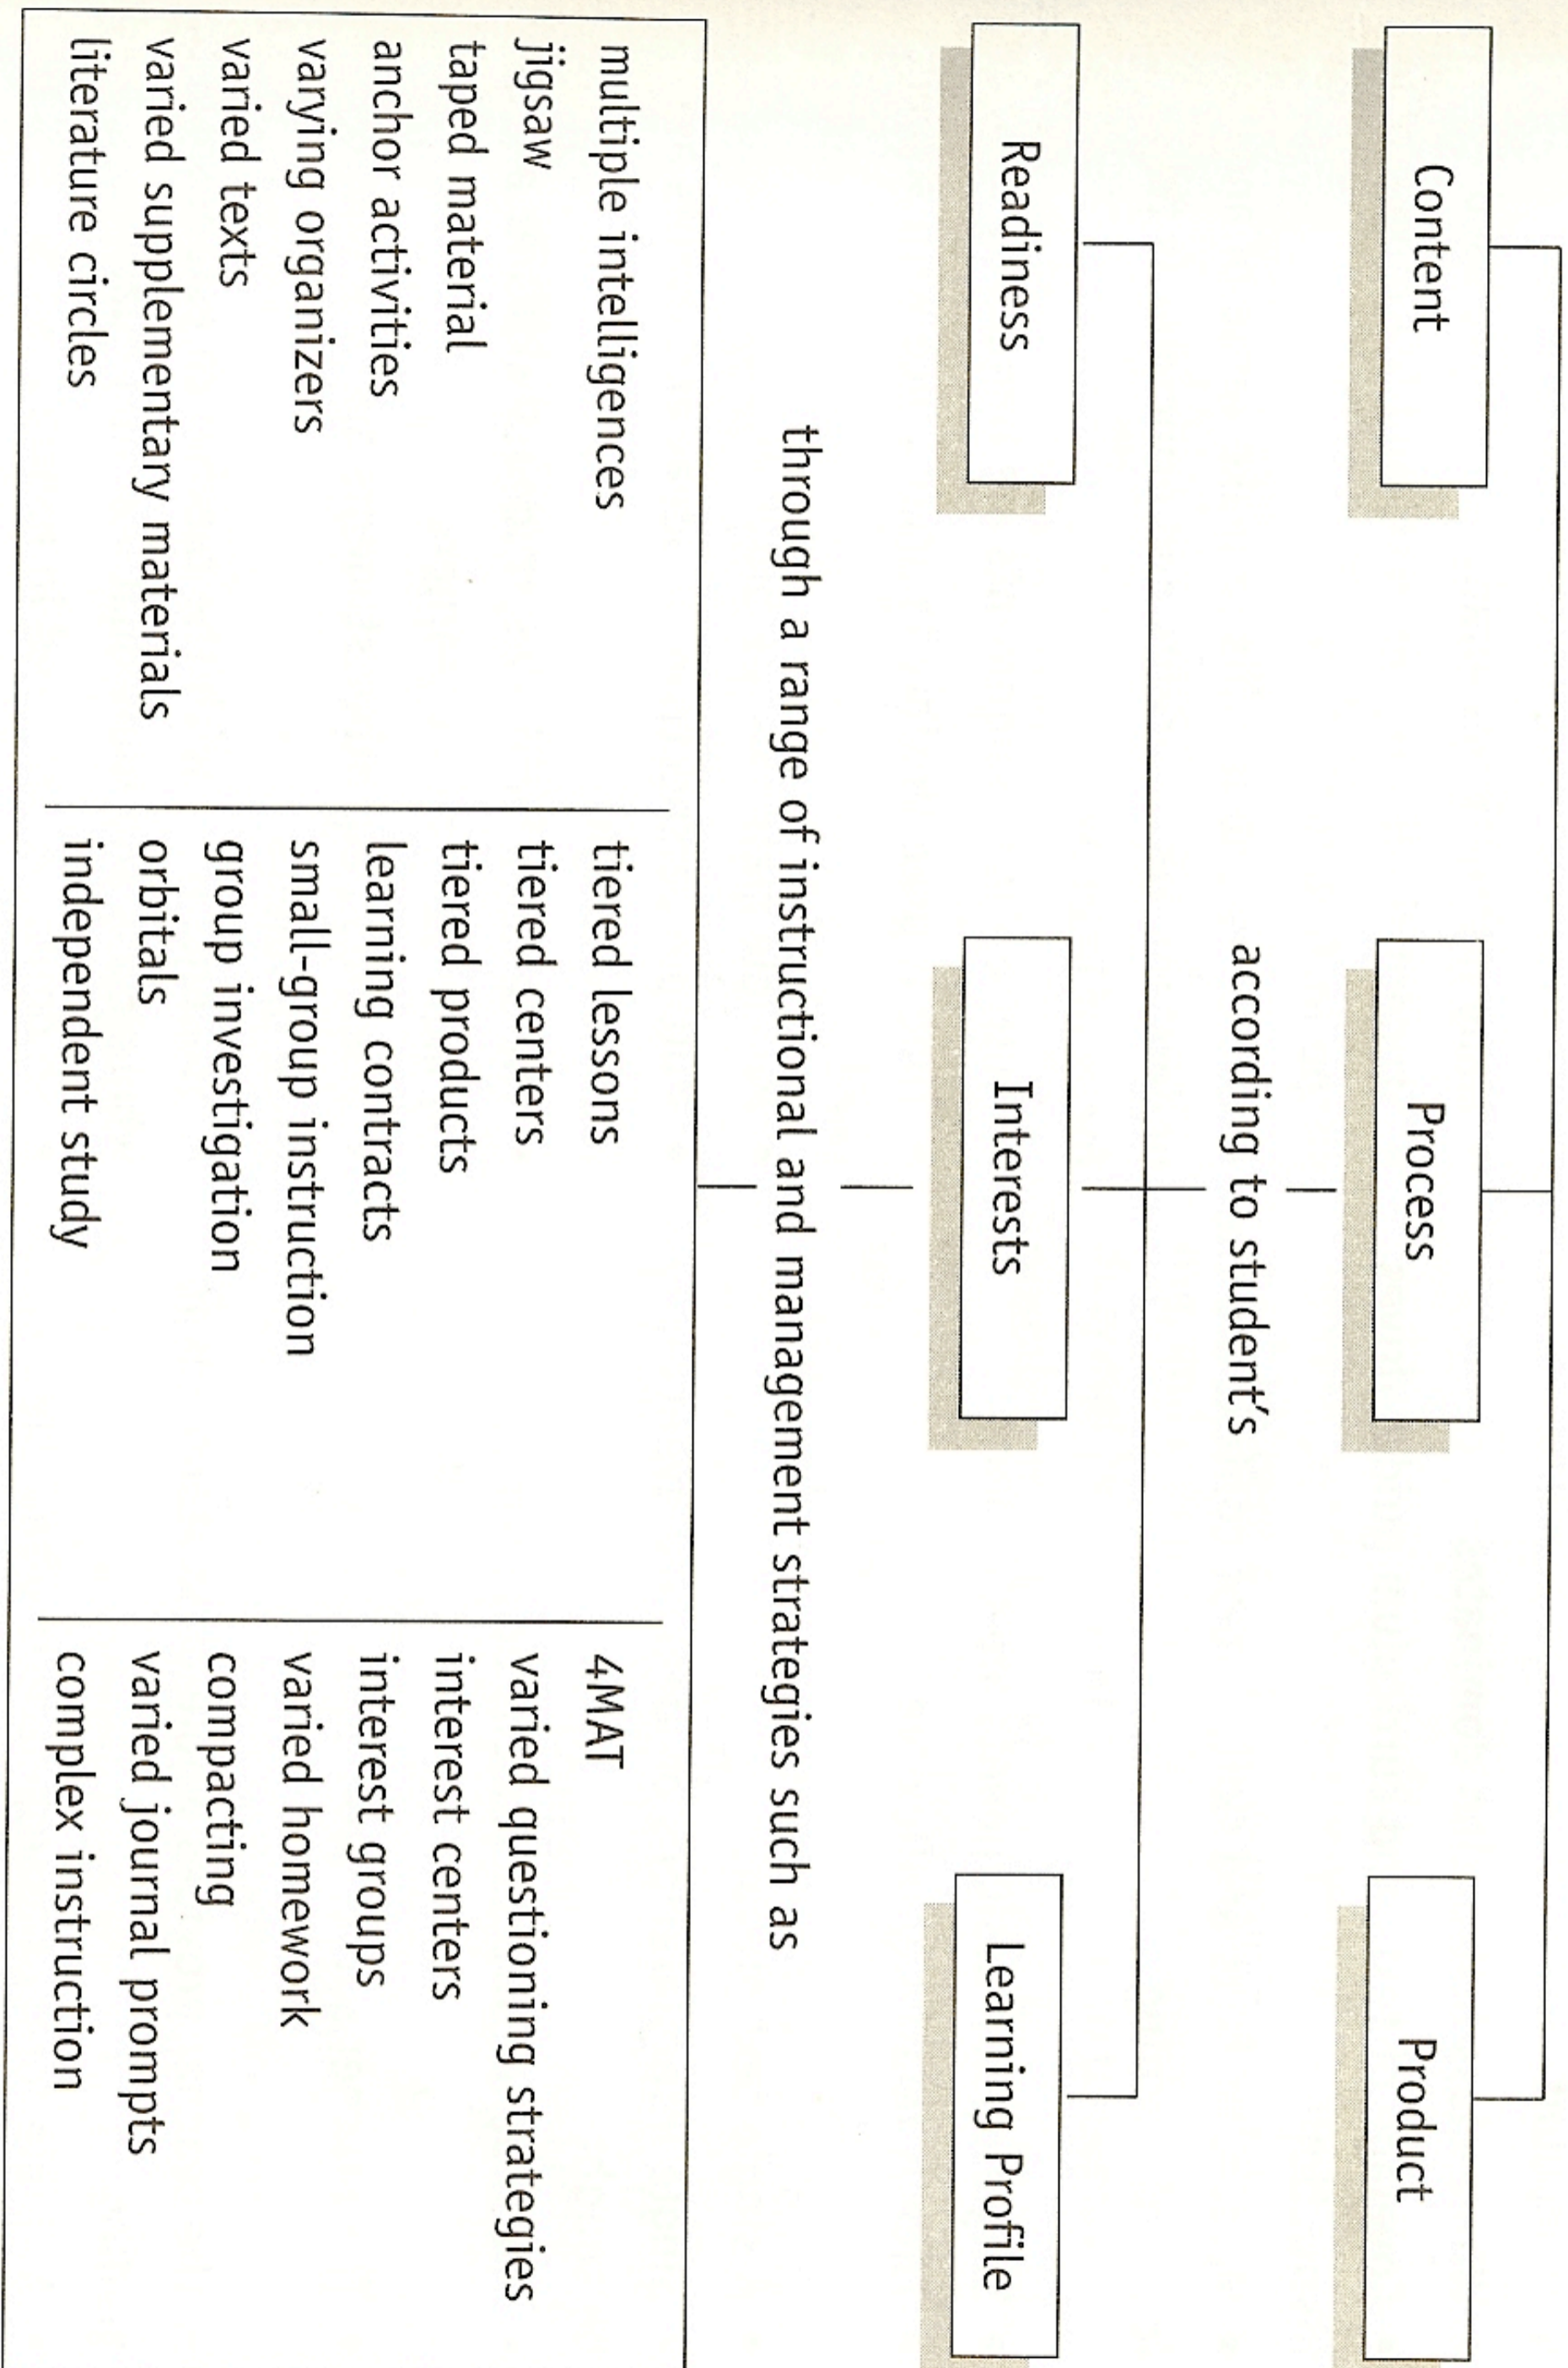 Content
Process
Product
according to student's
Readiness
Interests
Learning Profile
through a range of instructional and management strategies such as
multiple intelligences
jigsaw
taped material
anchor activities
varying organizers
varied texts
varied supplementary materials
literature circles
tiered lessons
tiered centers
tiered products
learning contracts
small-group instruction
group investigation
orbitals
independent study
4MAT
varied questioning strategies
interest centers
interest groups
varied homework
compacting
varied journal prompts
complex instruction